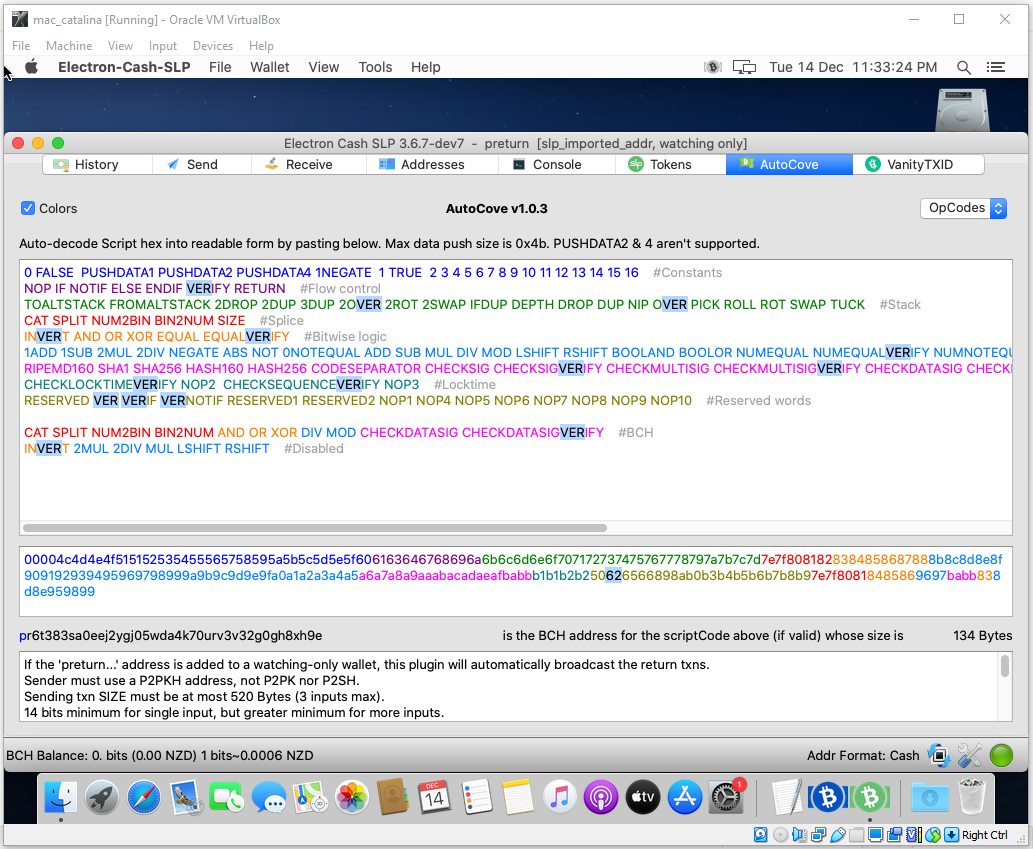 mac_catalina [Running] - Oracle VM VirtualBox
File Machine View Input Devices Help
Electron-Cash-SLP File Wallet View Tools Help Tue 14 Dec 11:33:24 PM
Electron Cash SLP 3.6.7-dev7 - preturn [slp_imported_addr, watching only]
History Send Receive Addresses Console Tokens AutoCove VanityTXID
Colors AutoCove v1.0.3 OpCodes
Auto-decode Script hex into readable form by pasting below. Max data push size is 0x4b. PUSHDATA2 & 4 aren't supported.
0 FALSE PUSHDATA1 PUSHDATA2 PUSHDATA4 1NEGATE 1 TRUE 2 3 4 5 6 7 8 9 10 11 12 13 14 15 16 #Constants
NOP IF NOTIF ELSE ENDIF VERIFY RETURN #Flow control
TOALTSTACK FROMALTSTACK 2DROP 2DUP 3DUP 2OVER 2ROT 2SWAP IFDUP DEPTH DROP DUP NIP OVER PICK ROLL ROT SWAP TUCK #Stack
CAT SPLIT NUM2BIN BIN2NUM SIZE #Splice
INVERT AND OR XOR EQUAL EQUALVERIFY #Bitwise logic
1ADD 1SUB 2MUL 2DIV NEGATE ABS NOT 0NOTEQUAL ADD SUB MUL DIV MOD LSHIFT RSHIFT BOOLAND BOOLOR NUMEQUAL NUMEQUALVERIFY NUMNOTEQU
RIPEMD160 SHA1 SHA256 HASH160 HASH256 CODESEPARATOR CHECKSIG CHECKSIGVERIFY CHECKMULTISIG CHECKMULTISIGVERIFY CHECKDATASIG CHECK
CHECKLOCKTIMEVERIFY NOP2 CHECKSEQUENCEVERIFY NOP3 #Locktime
RESERVED VER VERIF VERNOTIF RESERVED1 RESERVED2 NOP1 NOP4 NOP5 NOP6 NOP7 NOP8 NOP9 NOP10 #Reserved words
CAT SPLIT NUM2BIN BIN2NUM AND OR XOR DIV MOD CHECKDATASIG CHECKDATASIGVERIFY #BCH
INVERT 2MUL 2DIV MUL LSHIFT RSHIFT #Disabled
00004c4d4e4f51515253545556575859​5a5b5c5d5e5f606163646768696a6b6c6d6e6f707172737475767778797a7b7c7d7e7f80818283848586878​88b8c8d8e8f
909192939495969798999a9b9c9d9e9fa0a1a2a3a4a5a6a7a8a9aaabacadaeafbabbb1b1b2b25062656689​8ab0b3b4b5b6b7b8b97e7f80818485869697babb838
d8e959899
pr6t383sa0eej2ygj05wda4k70urv3v32g0gh8xh9e is the BCH address for the scriptCode above (if valid) whose size is 134 Bytes
If the 'preturn...' address is added to a watching-only wallet, this plugin will automatically broadcast the return txns.
Sender must use a P2PKH address, not P2PK nor P2SH.
Sending txn SIZE must be at most 520 Bytes (3 inputs max).
14 bits minimum for single input, but greater minimum for more inputs.
BCH Balance: 0. bits (0.00 NZD) 1 bits~0.0006 NZD Addr Format: Cash
DEC
14
tv
1
Right Ctrl